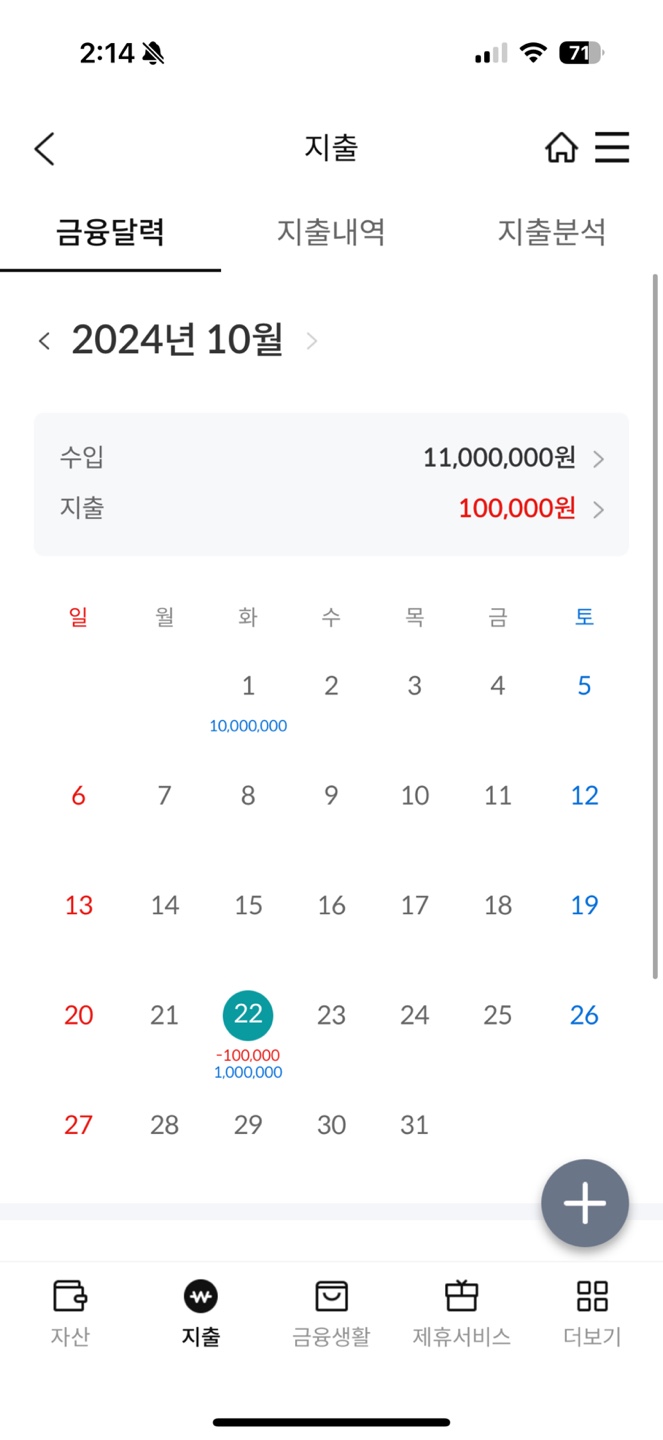 2:14
71
지출
금융달력 지출내역 지출분석
2024년 10월
수입 11,000,000원
지출 100,000원
일 월 화 수 목 금 토
1 2 3 4 5
10,000,000
6 7 8 9 10 11 12
13 14 15 16 17 18 19
20 21 22 23 24 25 26
-100,000
1,000,000
27 28 29 30 31
자산 지출 금융생활 제휴서비스 더보기